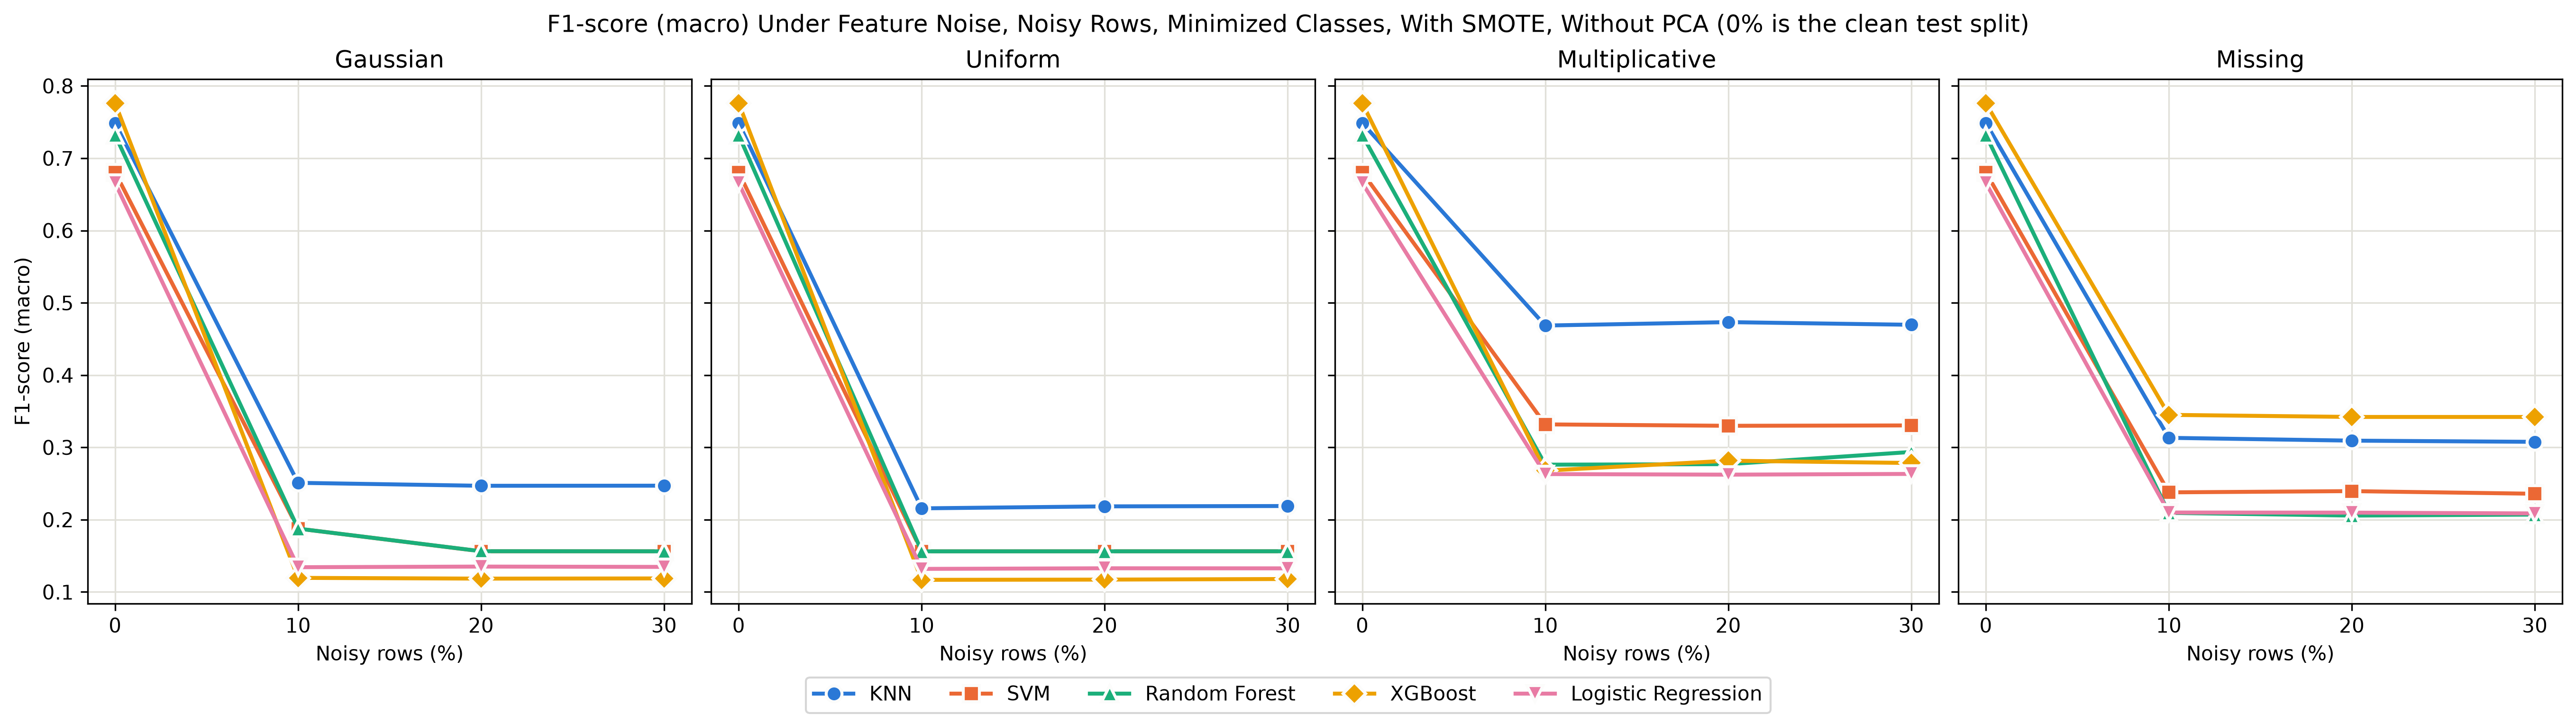 F1-score (macro) Under Feature Noise, Noisy Rows, Minimized Classes, With SMOTE, Without PCA (0% is the clean test split)
Gaussian
Uniform
Multiplicative
Missing
F1-score (macro)
0.8
0.7
0.6
0.5
0.4
0.3
0.2
0.1
0 10 20 30
0 10 20 30
0 10 20 30
0 10 20 30
Noisy rows (%)
Noisy rows (%)
Noisy rows (%)
Noisy rows (%)
KNN SVM Random Forest XGBoost Logistic Regression